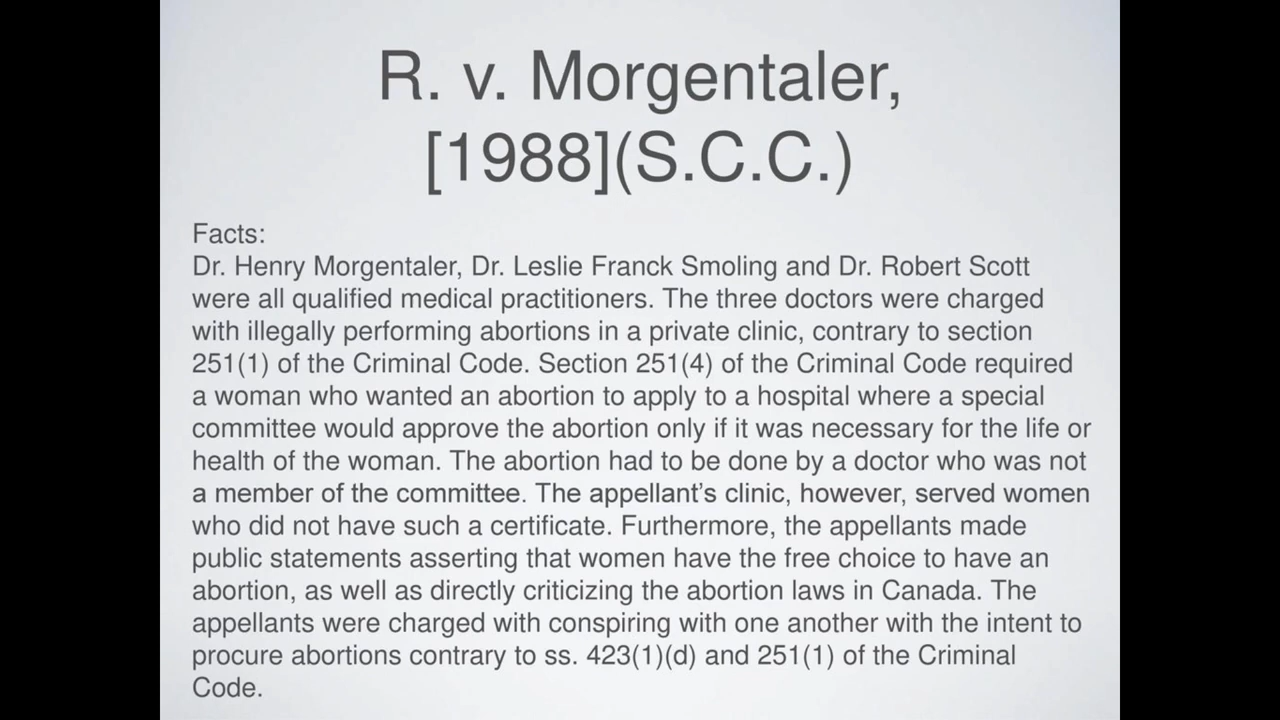 R. v. Morgentaler,
[1988](S.C.C.)
Facts:
Dr. Henry Morgentaler, Dr. Leslie Franck Smoling and Dr. Robert Scott
were all qualified medical practitioners. The three doctors were charged
with illegally performing abortions in a private clinic, contrary to section
251(1) of the Criminal Code. Section 251(4) of the Criminal Code required
a woman who wanted an abortion to apply to a hospital where a special
committee would approve the abortion only if it was necessary for the life or
health of the woman. The abortion had to be done by a doctor who was not
a member of the committee. The appellant’s clinic, however, served women
who did not have such a certificate. Furthermore, the appellants made
public statements asserting that women have the free choice to have an
abortion, as well as directly criticizing the abortion laws in Canada. The
appellants were charged with conspiring with one another with the intent to
procure abortions contrary to ss. 423(1)(d) and 251(1) of the Criminal
Code.